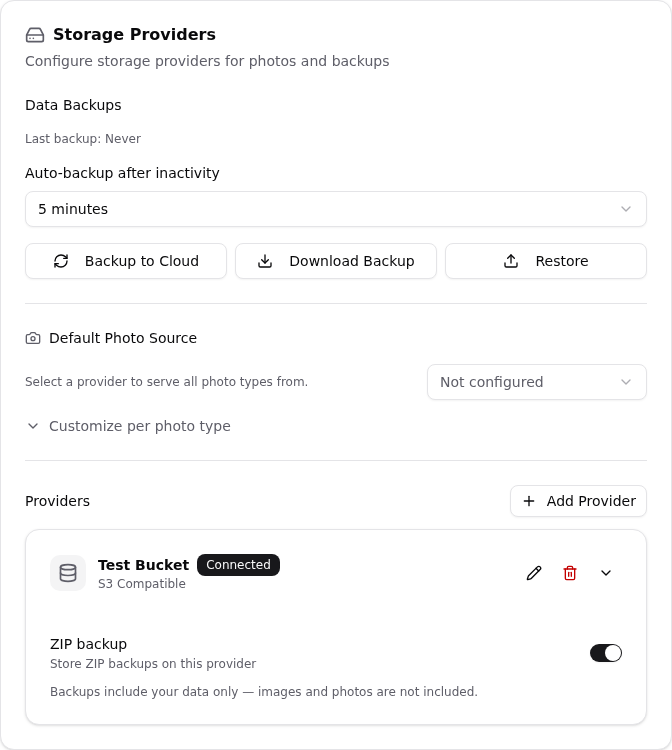 Storage Providers
Configure storage providers for photos and backups
Data Backups
Last backup: Never
Auto-backup after inactivity
5 minutes
Backup to Cloud
Download Backup
Restore
Default Photo Source
Select a provider to serve all photo types from.
Not configured
Customize per photo type
Providers
Add Provider
Test Bucket
Connected
S3 Compatible
ZIP backup
Store ZIP backups on this provider
Backups include your data only — images and photos are not included.